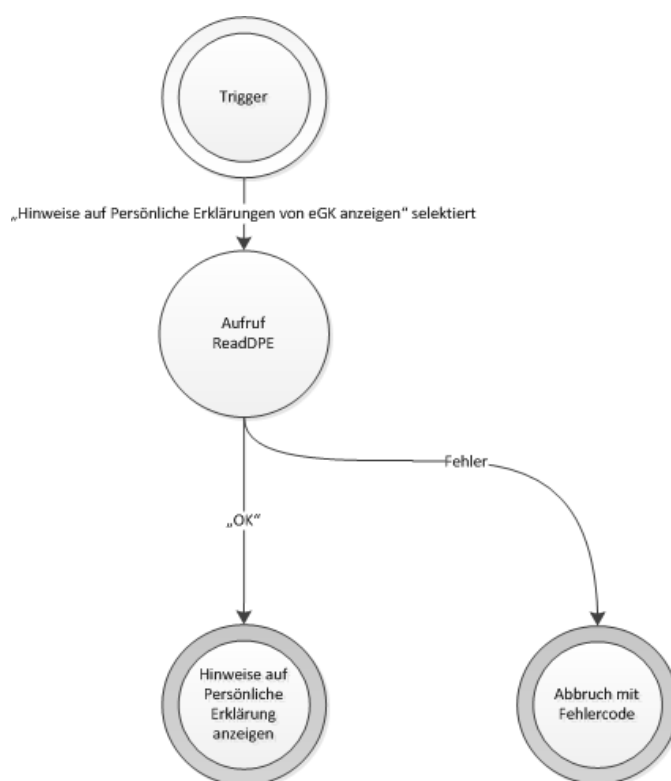 Trigger
„Hinweise auf Persönliche Erklärungen von eGK anzeigen“ selektiert
Aufruf
ReadDPE
Fehler
„OK“
Hinweise auf
Persönliche
Erklärung
anzeigen
Abbruch mit
Fehlercode